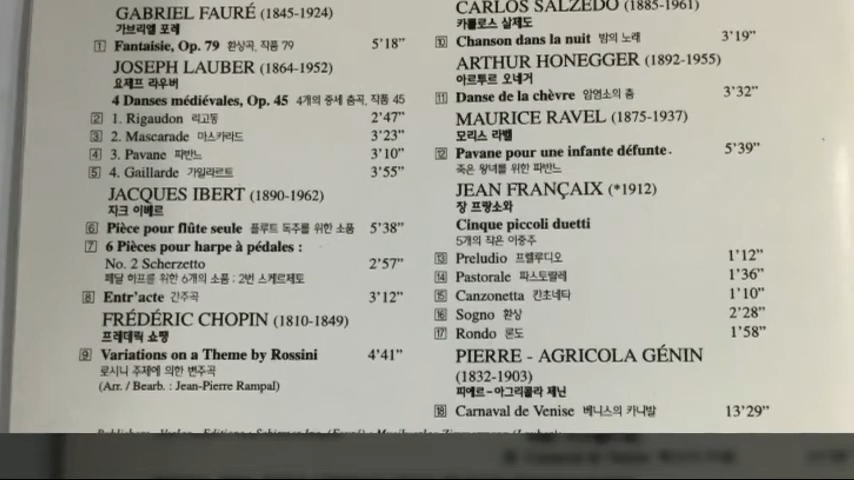 GABRIEL FAURÉ (1845-1924)
가브리엘 포레
1 Fantaisie, Op. 79 환상곡, 작품 79 5'18”
JOSEPH LAUBER (1864-1952)
요제프 라우버
4 Danses médiévales, Op. 45 4개의 중세 춤곡, 작품 45
2 1. Rigaudon 리고동 2'47”
3 2. Mascarade 마스카라드 3'23”
4 3. Pavane 파반느 3'10”
5 4. Gaillarde 가일라르트 3'55”
JACQUES IBERT (1890-1962)
자크 이베르
6 Pièce pour flûte seule 플루트 독주를 위한 소품 5'38”
7 6 Pièces pour harpe à pédales :
No. 2 Scherzetto 2'57”
페달 하프를 위한 6개의 소품 : 2번 스케르제토
8 Entr'acte 간주곡 3'12”
FRÉDÉRIC CHOPIN (1810-1849)
프레데릭 쇼팽
9 Variations on a Theme by Rossini 4'41”
로시니 주제에 의한 변주곡
(Arr. / Bearb. : Jean-Pierre Rampal)
CARLOS SALZEDO (1885-1961)
카를로스 살제도
10 Chanson dans la nuit 밤의 노래 3'19”
ARTHUR HONEGGER (1892-1955)
아르투르 오네거
11 Danse de la chèvre 암염소의 춤 3'32”
MAURICE RAVEL (1875-1937)
모리스 라벨
12 Pavane pour une infante défunte. 5'39”
죽은 왕녀를 위한 파반느
JEAN FRANÇAIX (*1912)
장 프랑소와
Cinque piccoli duetti
5개의 작은 이중주
13 Preludio 프렐루디오 1'12”
14 Pastorale 파스토랄레 1'36”
15 Canzonetta 칸초네타 1'10”
16 Sogno 환상 2'28”
17 Rondo 론도 1'58”
PIERRE - AGRICOLA GÉNIN
(1832-1903)
피에르-아그리콜라 제닌
18 Carnaval de Venise 베니스의 카니발 13'29”